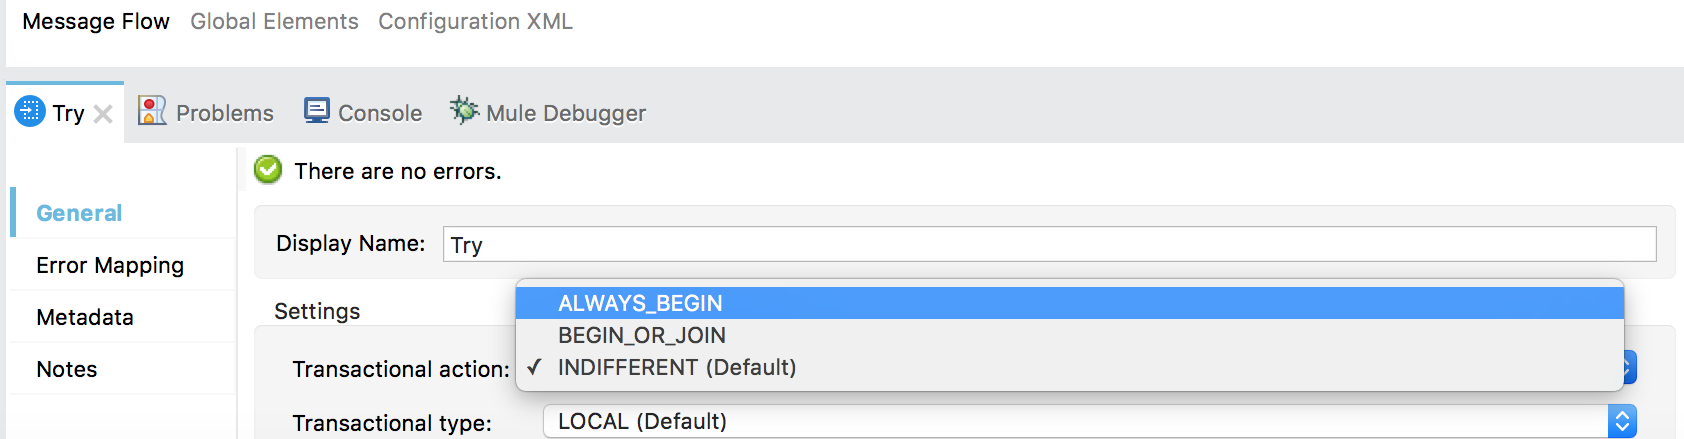 Message Flow Global Elements Configuration XML
Try Problems Console Mule Debugger
There are no errors.
General
Display Name: Try
Error Mapping
Settings
ALWAYS_BEGIN
Metadata
BEGIN_OR_JOIN
Notes
Transactional action: ✓ INDIFFERENT (Default)
Transactional type: LOCAL (Default)